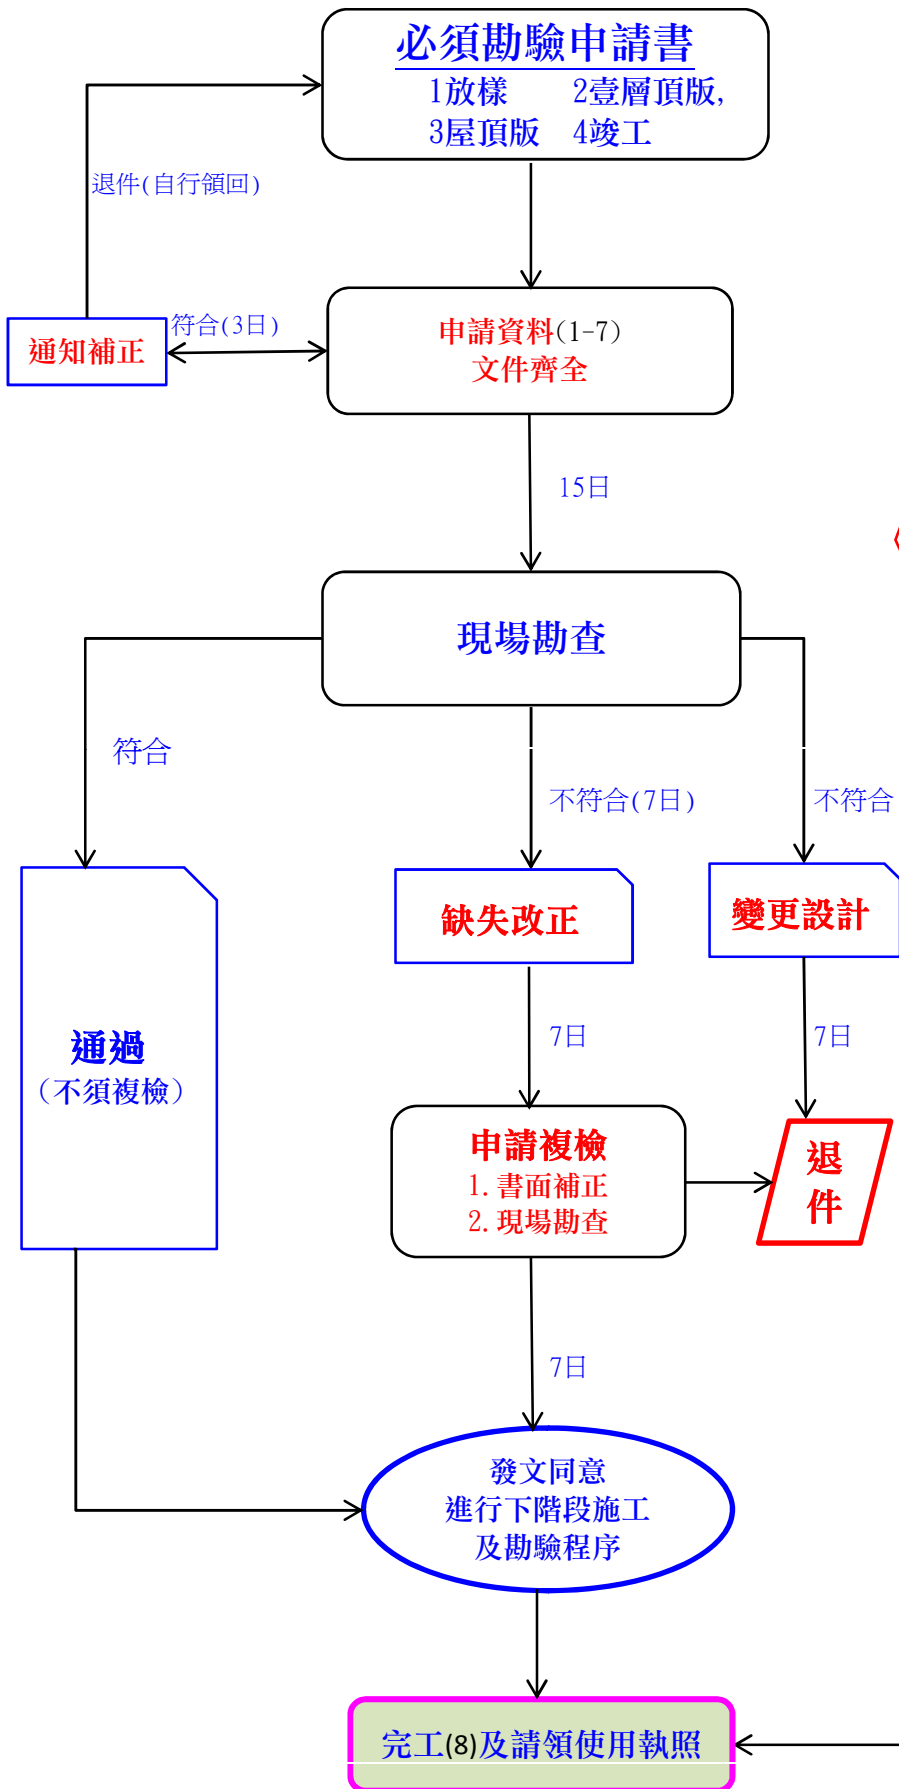 必須勘驗申請書
1放樣 2壹層頂版,
3屋頂版 4竣工
退件(自行領回)
符合(3日)
通知補正
申請資料(1-7)
文件齊全
15日
現場勘查
符合
不符合(7日)
不符合
缺失改正
變更設計
通過
(不須複檢)
7日
7日
申請複檢
1.書面補正
2.現場勘查
退
件
7日
發文同意
進行下階段施工
及勘驗程序
完工(8)及請領使用執照